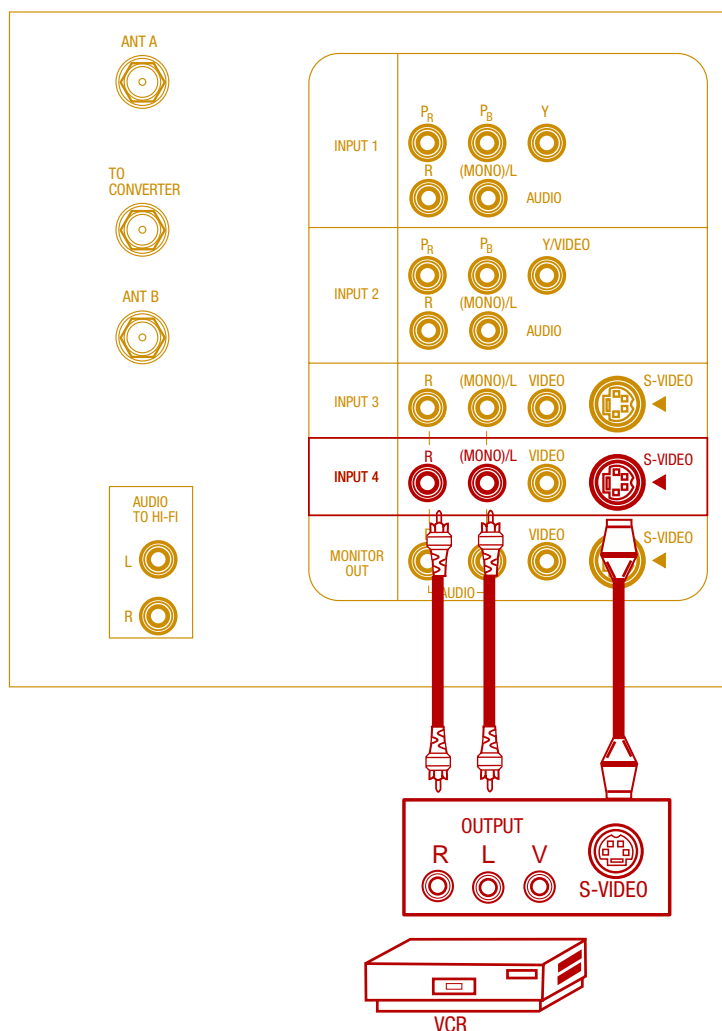 ANT A
TO
CONVERTER
ANT B
AUDIO
TO HI-FI
L
R
INPUT 1
PR PB Y
R (MONO)/L AUDIO
INPUT 2
PR PB Y/VIDEO
R (MONO)/L AUDIO
INPUT 3
R (MONO)/L VIDEO S-VIDEO
INPUT 4
R (MONO)/L VIDEO S-VIDEO
MONITOR
OUT
VIDEO S-VIDEO
AUDIO
OUTPUT
R L V
S-VIDEO
VCR